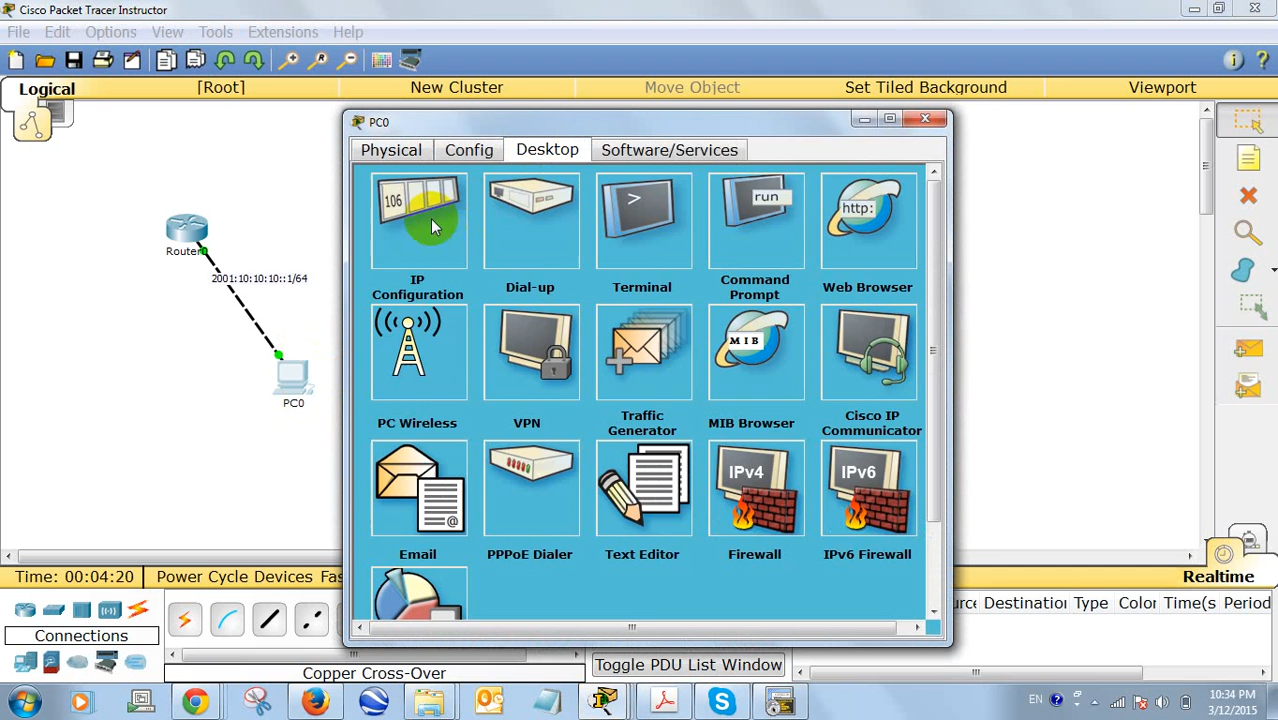 Cisco Packet Tracer Instructor
File Edit Options View Tools Extensions Help
Logical [Root] New Cluster Move Object Set Tiled Background Viewport
PC0
Physical Config Desktop Software/Services
106
>
run
http:
IP Configuration
Dial-up
Terminal
Command Prompt
Web Browser
MIB
PC Wireless
VPN
Traffic Generator
MIB Browser
Cisco IP Communicator
@
IPv4
IPv6
Email
PPPoE Dialer
Text Editor
Firewall
IPv6 Firewall
Router
2001:10:10:10::1/64
PC0
Time: 00:04:20 Power Cycle Devices Fas
Realtime
Connections
Copper Cross-Over
Toggle PDU List Window
Destination Type Color Time(s Period
EN
10:34 PM
3/12/2015